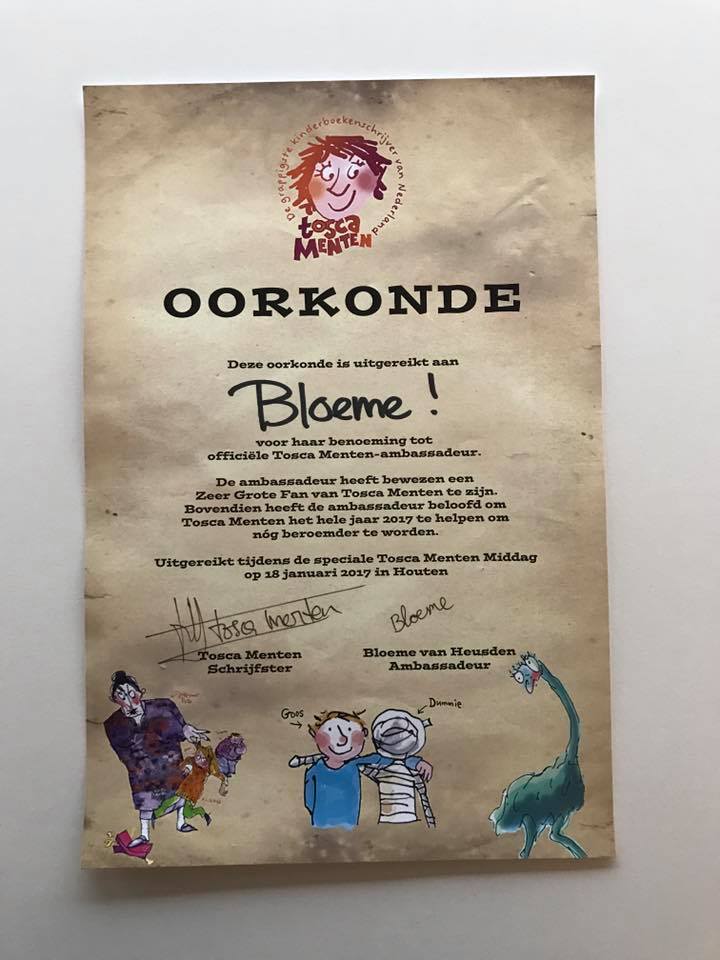 De grappigste kinderboekenschrijver van Nederland
tosca
MENTEN
OORKONDE
Deze oorkonde is uitgereikt aan
Bloeme!
voor haar benoeming tot
officiële Tosca Menten-ambassadeur.
De ambassadeur heeft bewezen een
Zeer Grote Fan van Tosca Menten te zijn.
Bovendien heeft de ambassadeur beloofd om
Tosca Menten het hele jaar 2017 te helpen om
nóg beroemder te worden.
Uitgereikt tijdens de speciale Tosca Menten Middag
op 18 januari 2017 in Houten
tosca menten
Bloeme
Tosca Menten
Schrijfster
Bloeme van Heusden
Ambassadeur
Goos
Dummie